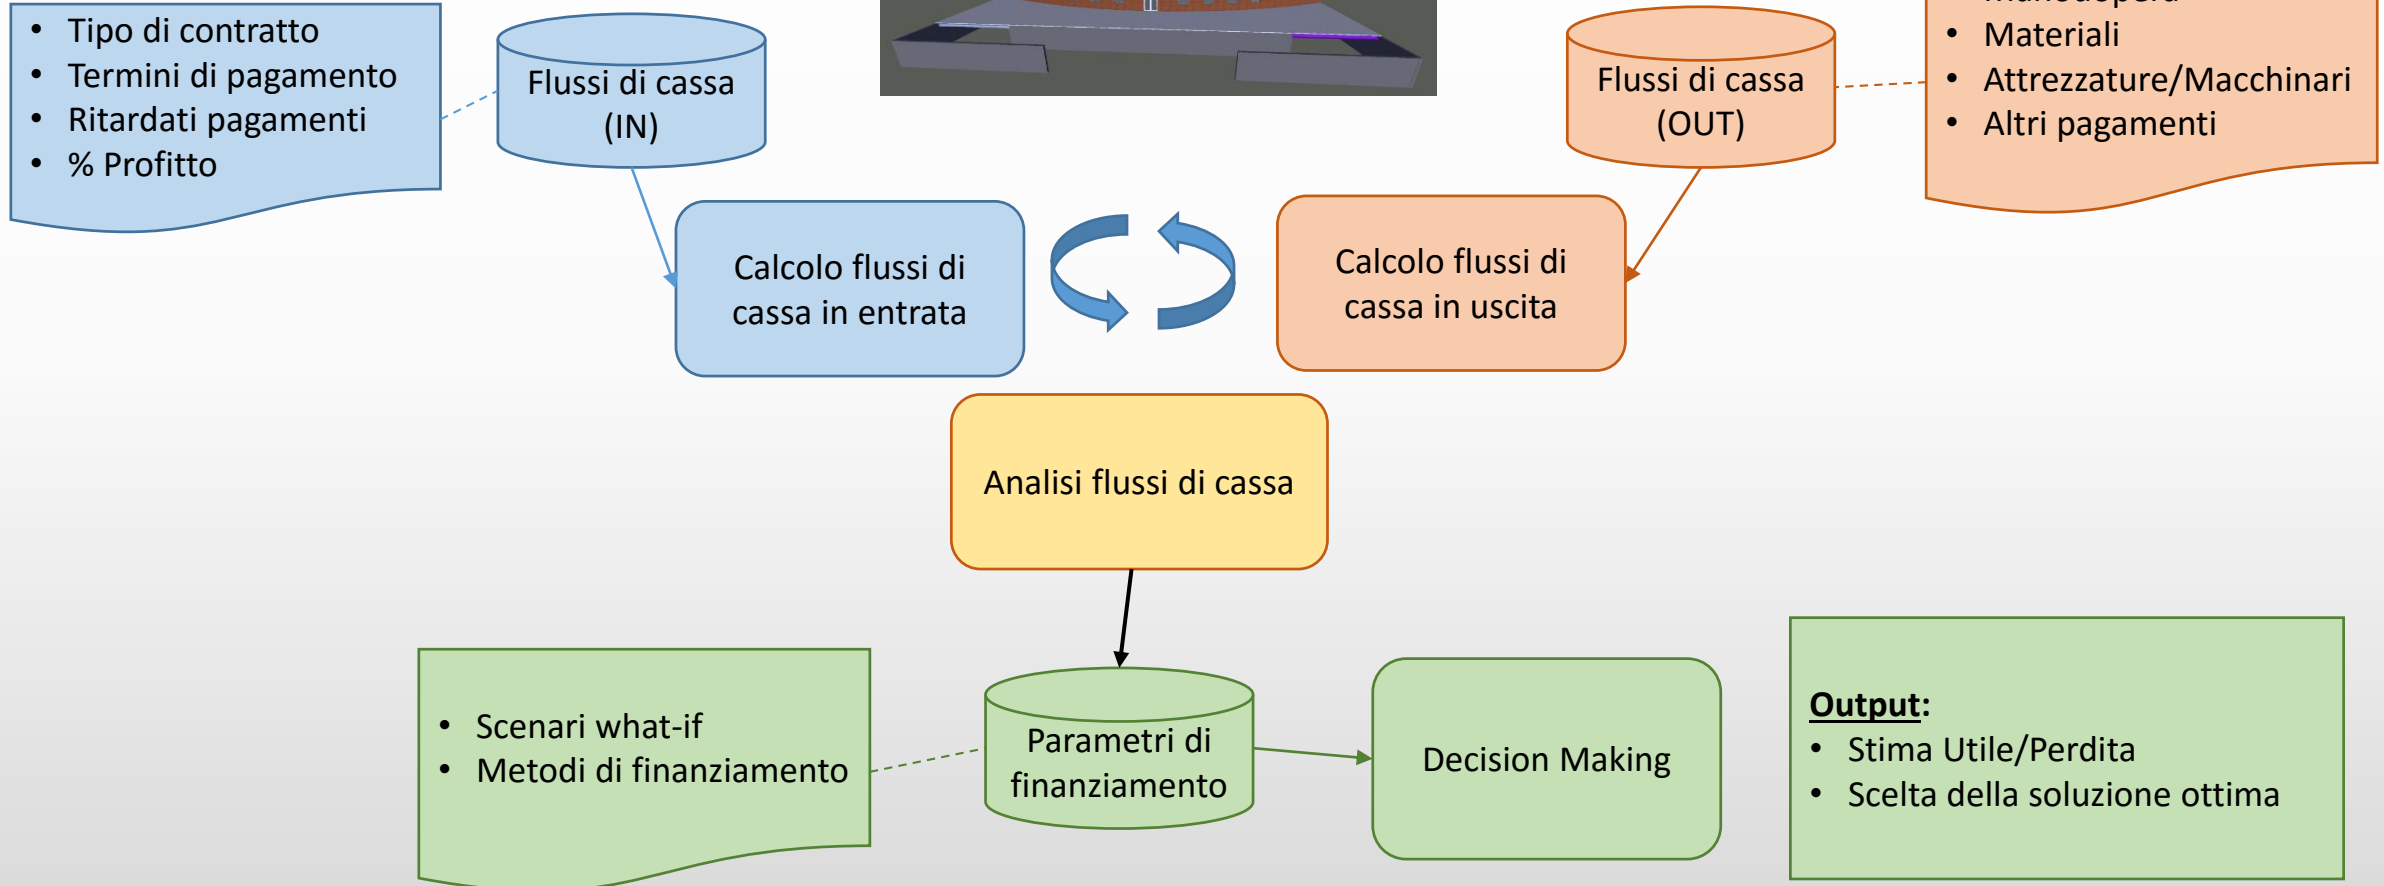 • Tipo di contratto
• Termini di pagamento
• Ritardati pagamenti
• % Profitto
Flussi di cassa
(IN)
Flussi di cassa
(OUT)
• Materiali
• Attrezzature/Macchinari
• Altri pagamenti
Calcolo flussi di
cassa in entrata
Calcolo flussi di
cassa in uscita
Analisi flussi di cassa
• Scenari what-if
• Metodi di finanziamento
Parametri di
finanziamento
Decision Making
Output:
• Stima Utile/Perdita
• Scelta della soluzione ottima